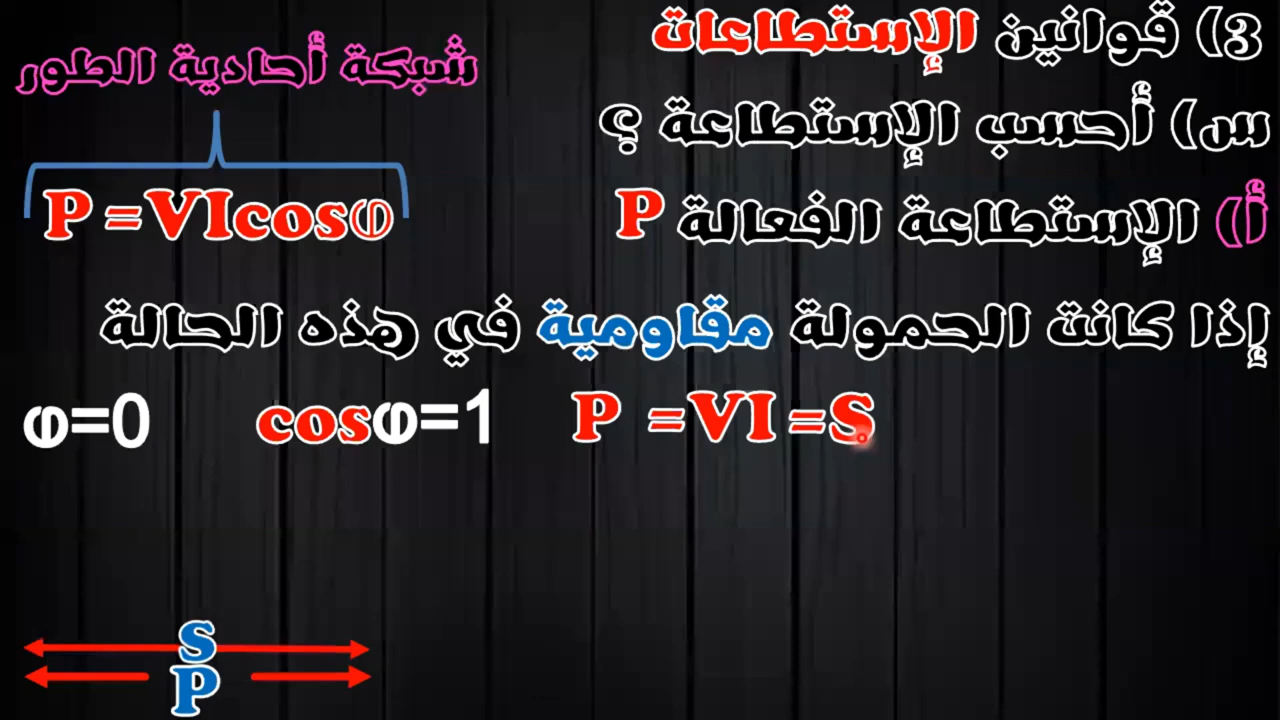 3) قوانين الإستطاعات
س) أحسب الإستطاعة ؟
شبكة أحادية الطور
أ) الإستطاعة الفعالة P
P =VIcosφ
إذا كانت الحمولة مقاومية في هذه الحالة
φ=0 cosφ=1 P =VI =S
S
P